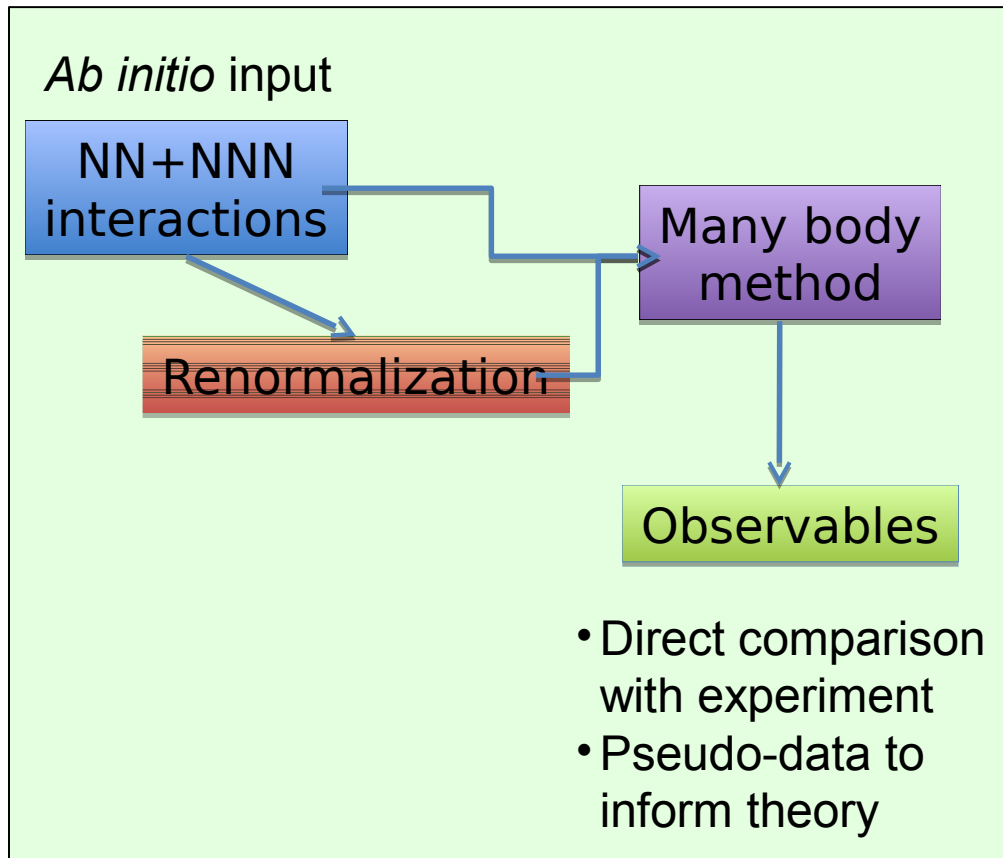 Ab initio input
NN+NNN
interactions
Many body
method
Renormalization
Observables
• Direct comparison
with experiment
• Pseudo-data to
inform theory